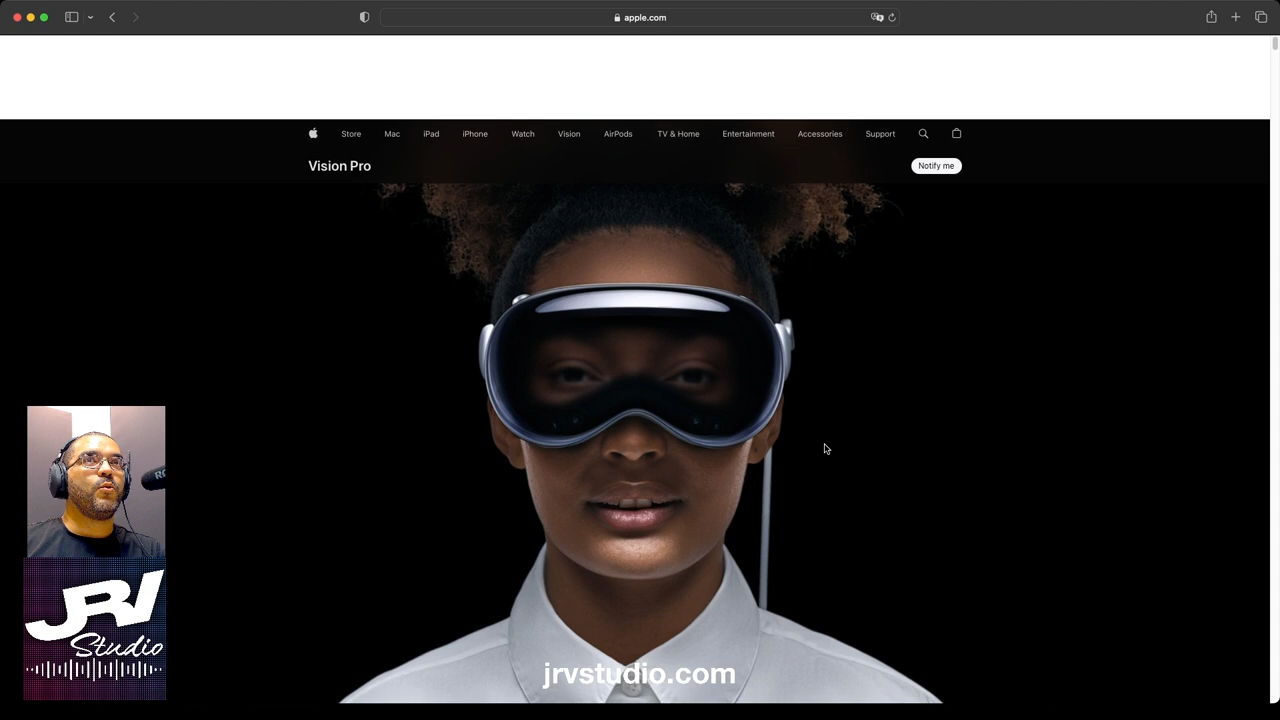 apple.com
Store Mac iPad iPhone Watch Vision AirPods TV & Home Entertainment Accessories Support
Vision Pro
Notify me
JRV
Studio
jrvstudio.com